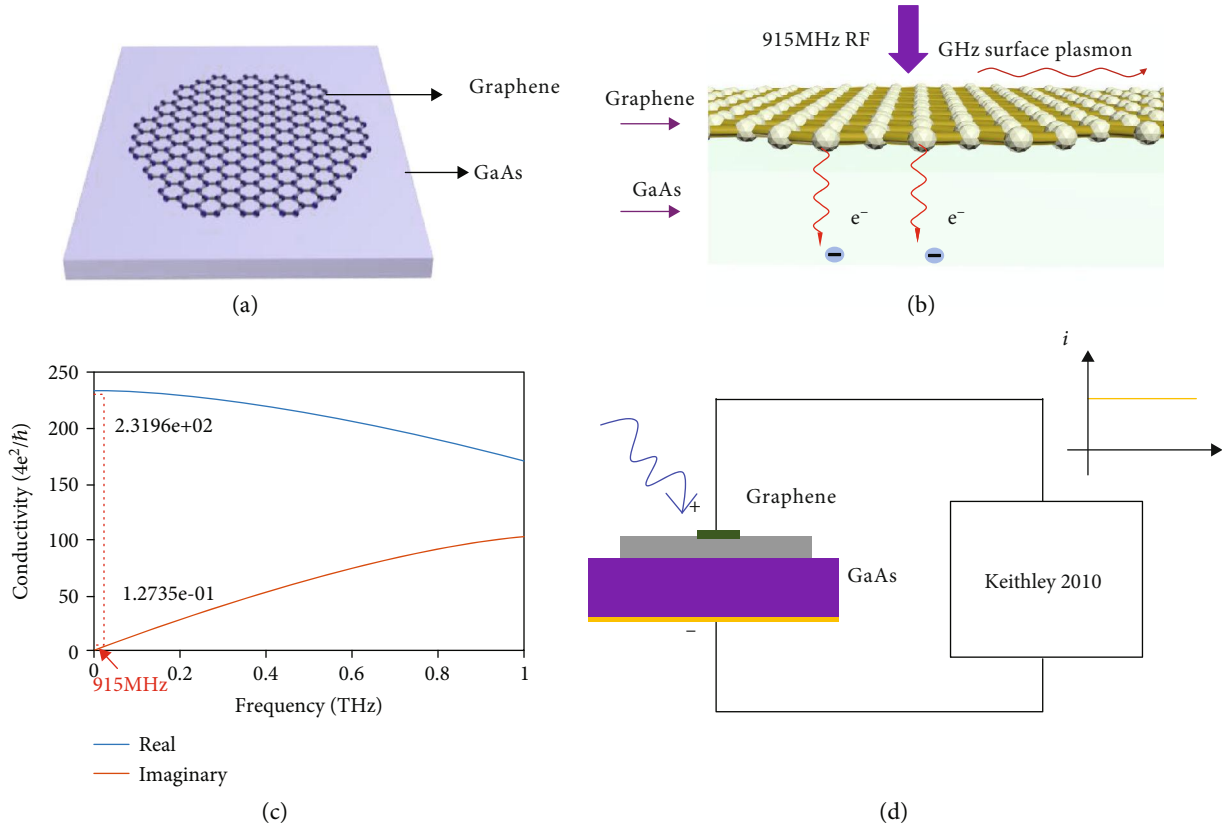 Graphene
GaAs
(a)
915MHz RF
GHz surface plasmon
Graphene
GaAs
e⁻
e⁻
(b)
250
200
150
100
50
0
Conductivity (4e²/ℏ)
2.3196e+02
1.2735e-01
0
0.2
0.4
0.6
0.8
1
915MHz
Frequency (THz)
Real
Imaginary
(c)
i
+
Graphene
GaAs
−
Keithley 2010
(d)